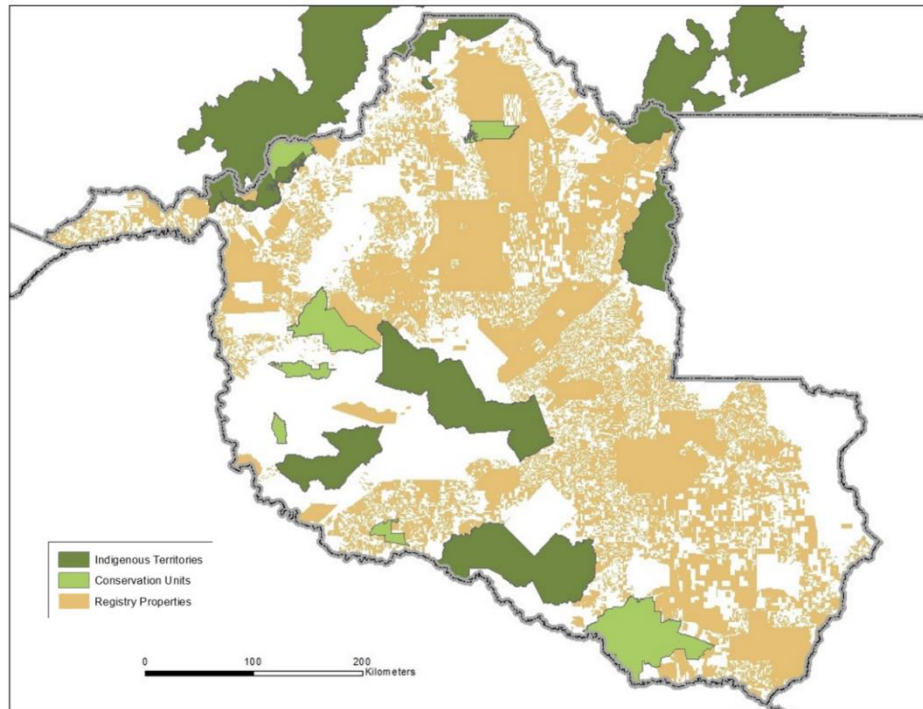 Indigenous Territories
Conservation Units
Registry Properties
0 100 200
Kilometers